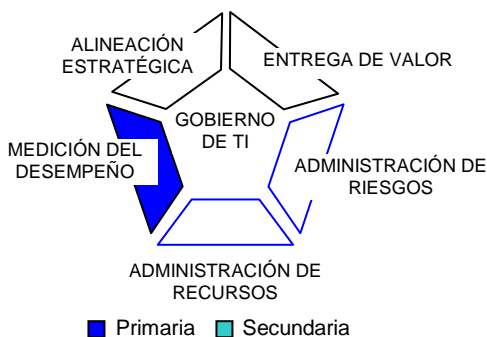 ALINEACIÓN
ESTRATÉGICA
ENTREGA DE VALOR
GOBIERNO
DE TI
MEDICIÓN DEL
DESEMPEÑO
ADMINISTRACIÓN DE
RIESGOS
ADMINISTRACIÓN DE
RECURSOS
Primaria
Secundaria